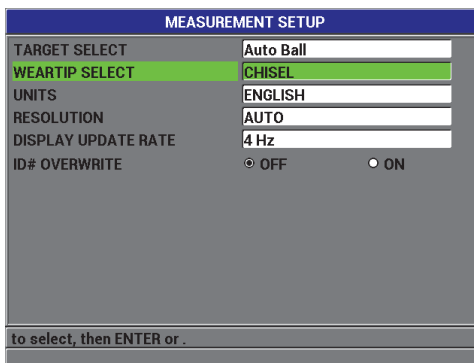 MEASUREMENT SETUP
TARGET SELECT Auto Ball
WEARTIP SELECT CHISEL
UNITS ENGLISH
RESOLUTION AUTO
DISPLAY UPDATE RATE 4 Hz
ID# OVERWRITE OFF ON
to select, then ENTER or .